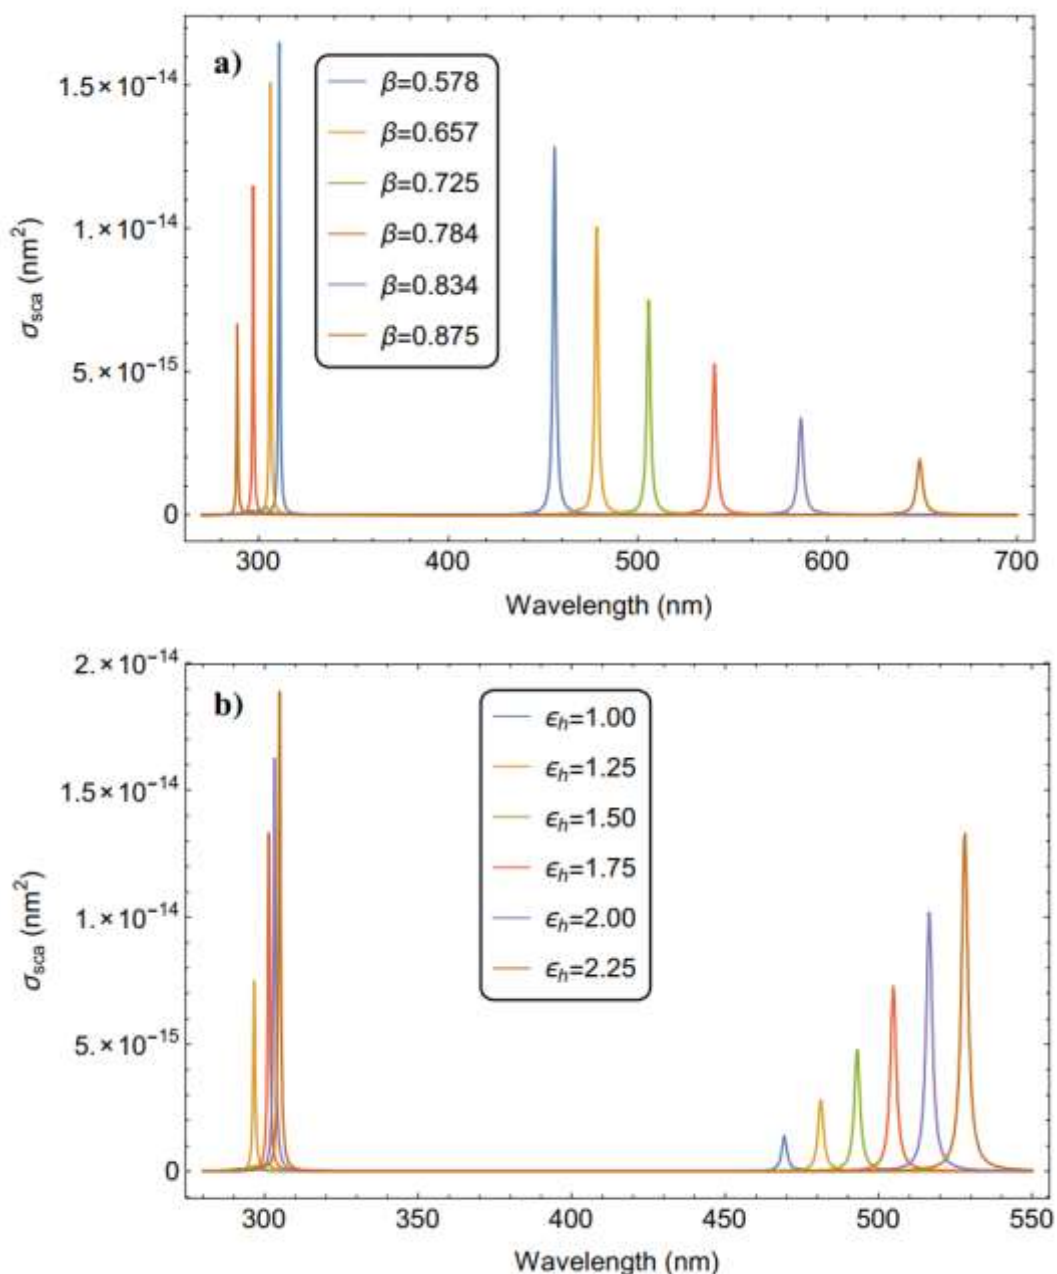 a)
β=0.578
β=0.657
β=0.725
β=0.784
β=0.834
β=0.875
1.5×10⁻¹⁴
1.×10⁻¹⁴
5.×10⁻¹⁵
0
σsca (nm²)
300 400 500 600 700
Wavelength (nm)
b)
ϵh=1.00
ϵh=1.25
ϵh=1.50
ϵh=1.75
ϵh=2.00
ϵh=2.25
2.×10⁻¹⁴
1.5×10⁻¹⁴
1.×10⁻¹⁴
5.×10⁻¹⁵
0
σsca (nm²)
300 350 400 450 500 550
Wavelength (nm)